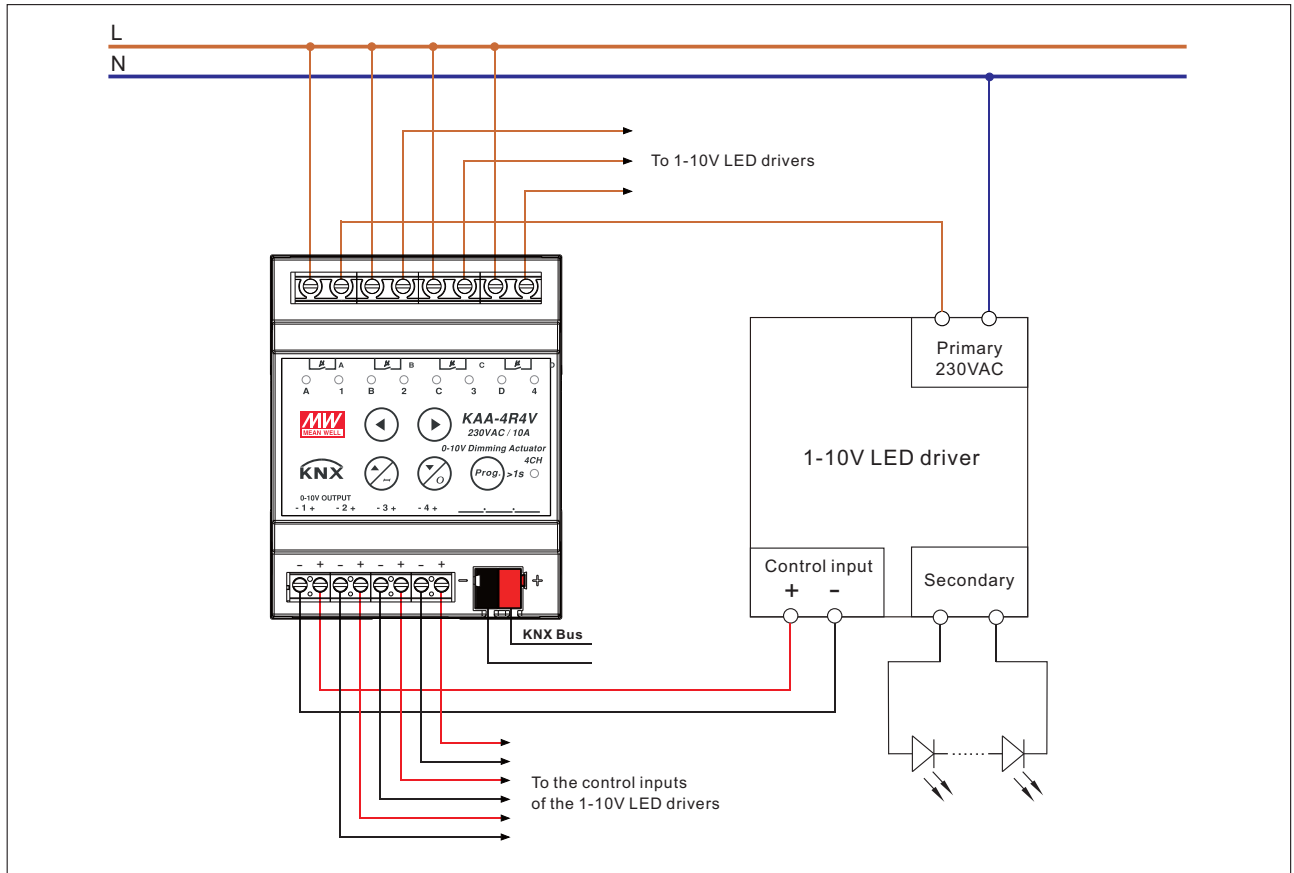 L
N
To 1-10V LED drivers
A B C D
A 1 B 2 C 3 D 4
MW
MEAN WELL
KAA-4R4V
230VAC / 10A
0-10V Dimming Actuator
4CH
KNX
O
Prog. >1s
0-10V OUTPUT
- 1 + - 2 + - 3 + - 4 +
- + - + - + - +
- +
KNX Bus
Primary
230VAC
1-10V LED driver
Control input
+ -
Secondary
To the control inputs
of the 1-10V LED drivers